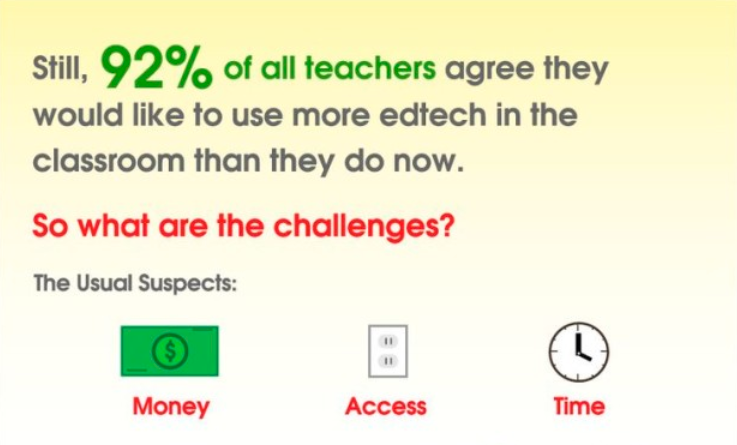 Still, 92% of all teachers agree they
would like to use more edtech in the
classroom than they do now.
So what are the challenges?
The Usual Suspects:
$
Money Access Time